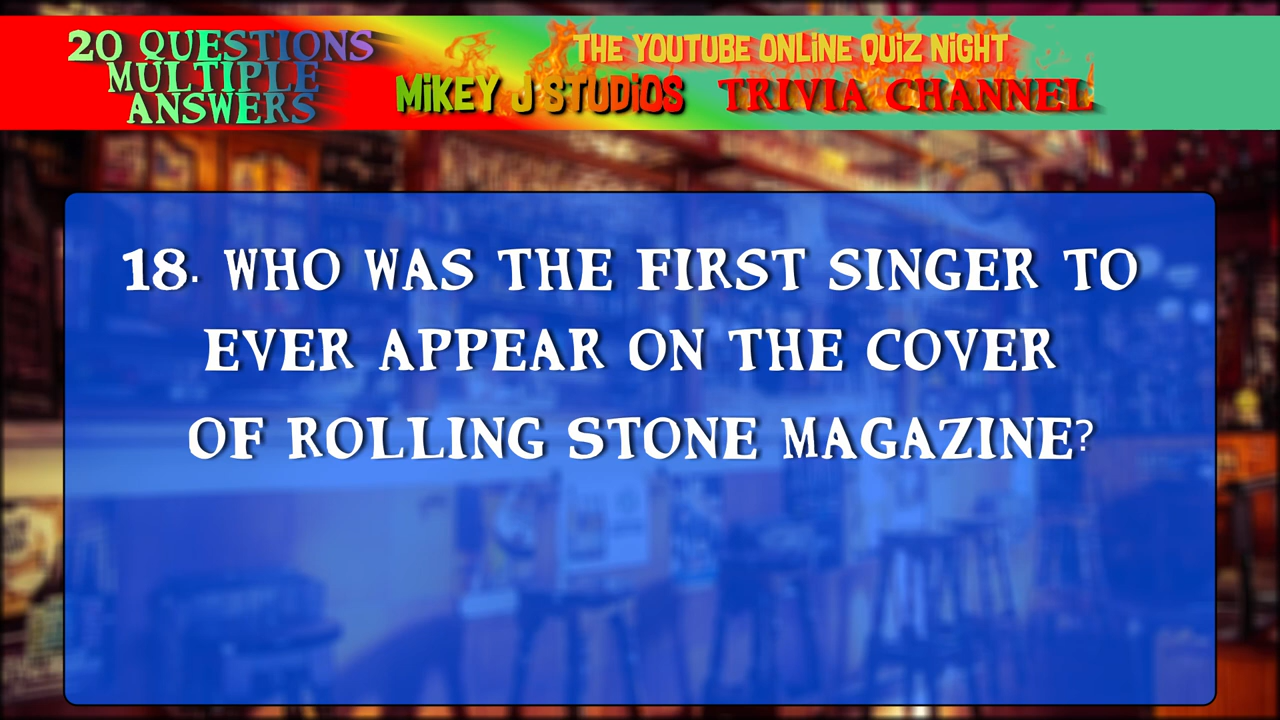 20 QUESTIONS
MULTIPLE
ANSWERS
THE YOUTUBE ONLINE QUIZ NIGHT
MIKEY J STUDIOS TRIVIA CHANNEL
18. WHO WAS THE FIRST SINGER TO
EVER APPEAR ON THE COVER
OF ROLLING STONE MAGAZINE?